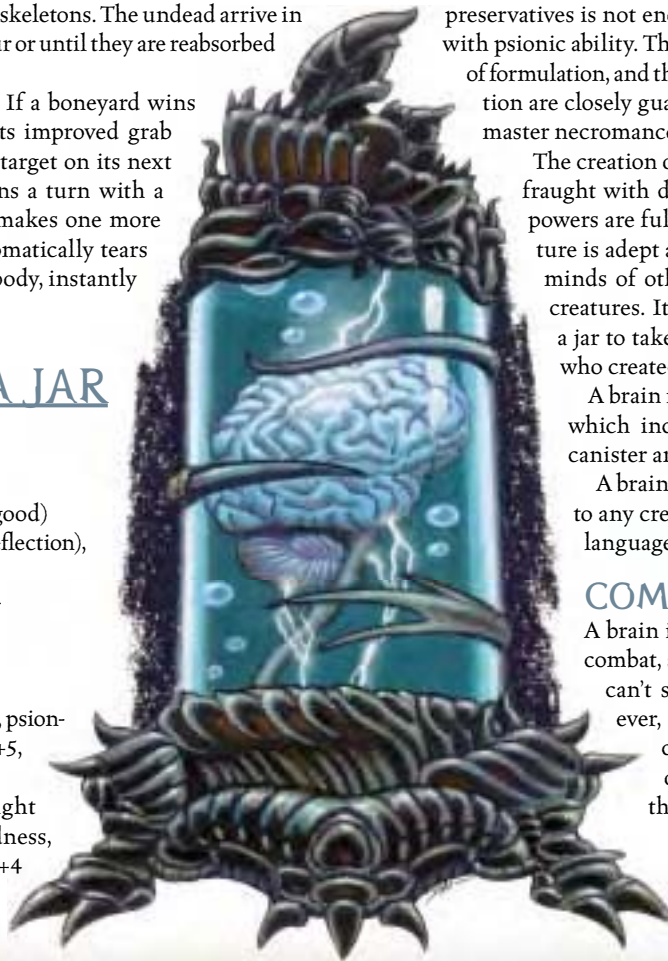 skeletons. The undead arrive in
ur or until they are reabsorbed
If a boneyard wins
ts improved grab
target on its next
ns a turn with a
makes one more
omatically tears
body, instantly
A JAR
good)
eflection),
, psion-
+5,
ght
dness,
+4
preservatives is not en
with psionic ability. Th
of formulation, and th
tion are closely gua
master necromance
The creation o
fraught with d
powers are ful
ture is adept a
minds of oth
creatures. It
a jar to take
who create
A brain
which inc
canister an
A brain
to any cre
language
COM
A brain i
combat,
can't s
ever,
th